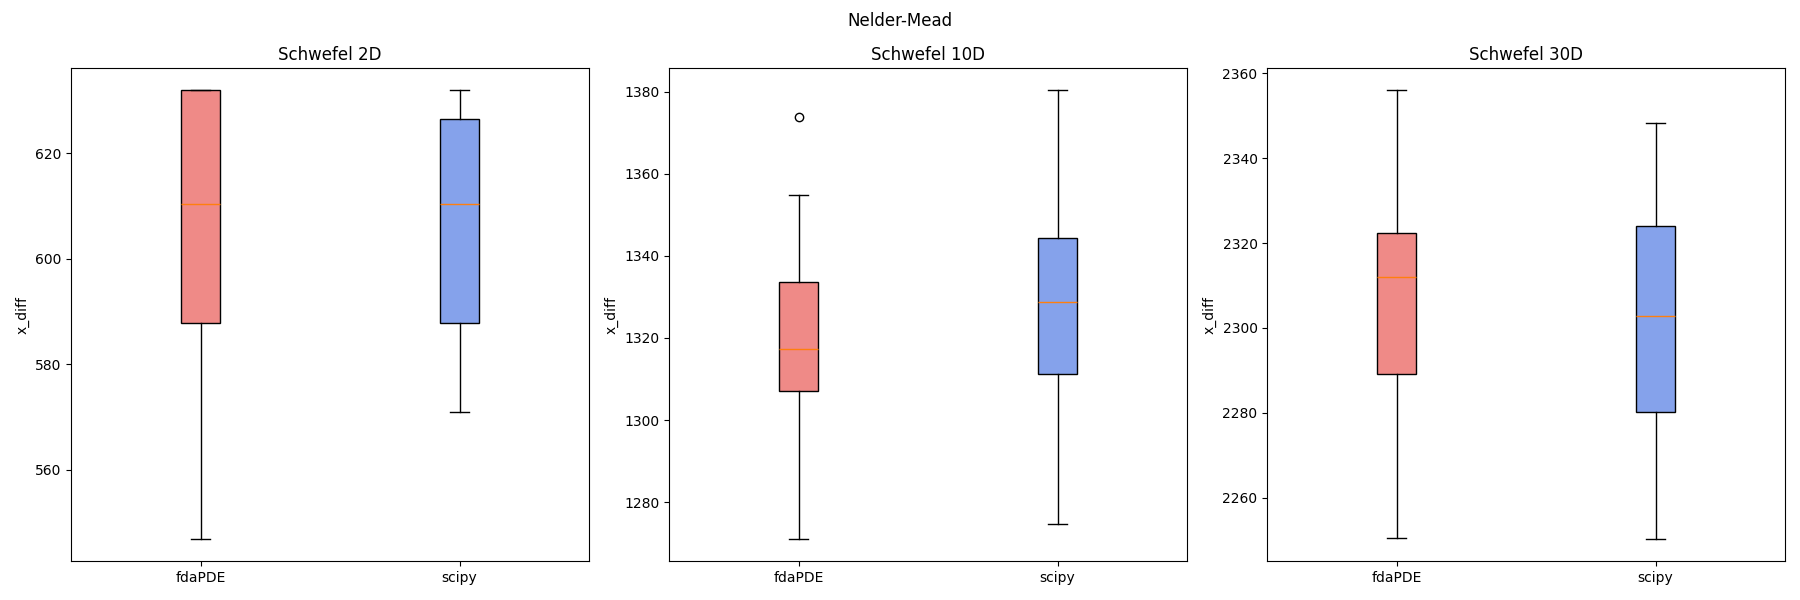 Nelder-Mead
Schwefel 2D
620
600
580
560
x_diff
fdaPDE
scipy
Schwefel 10D
1380
1360
1340
1320
1300
1280
x_diff
fdaPDE
scipy
Schwefel 30D
2360
2340
2320
2300
2280
2260
x_diff
fdaPDE
scipy